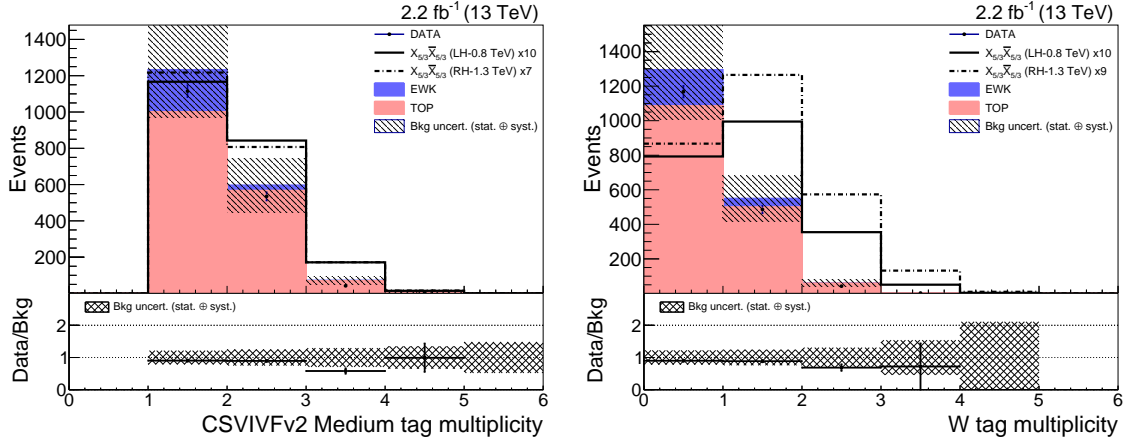 2.2 fb⁻¹ (13 TeV)
DATA
X₅/₃X̅₅/₃ (LH-0.8 TeV) x10
X₅/₃X̅₅/₃ (RH-1.3 TeV) x7
EWK
TOP
Bkg uncert. (stat. ⊕ syst.)
Events
1400
1200
1000
800
600
400
200
Bkg uncert. (stat. ⊕ syst.)
Data/Bkg
2
1
0
0 1 2 3 4 5 6
CSVIVFv2 Medium tag multiplicity
2.2 fb⁻¹ (13 TeV)
DATA
X₅/₃X̅₅/₃ (LH-0.8 TeV) x10
X₅/₃X̅₅/₃ (RH-1.3 TeV) x9
EWK
TOP
Bkg uncert. (stat. ⊕ syst.)
Events
1400
1200
1000
800
600
400
200
Bkg uncert. (stat. ⊕ syst.)
Data/Bkg
2
1
0
0 1 2 3 4 5 6
W tag multiplicity